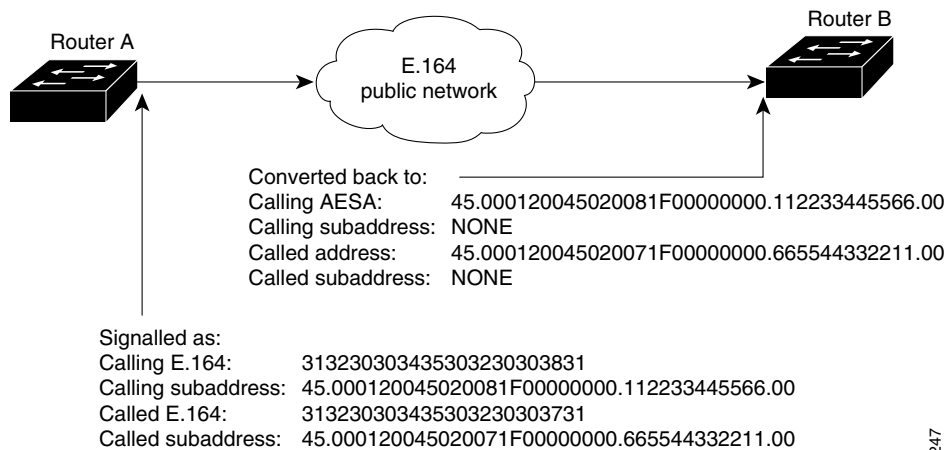 Router A
Router B
E.164
public network
Converted back to:
Calling AESA: 45.000120045020081F00000000.112233445566.00
Calling subaddress: NONE
Called address: 45.000120045020071F00000000.665544332211.00
Called subaddress: NONE
Signalled as:
Calling E.164: 313230303435303230303831
Calling subaddress: 45.000120045020081F00000000.112233445566.00
Called E.164: 313230303435303230303731
Called subaddress: 45.000120045020071F00000000.665544332211.00
247